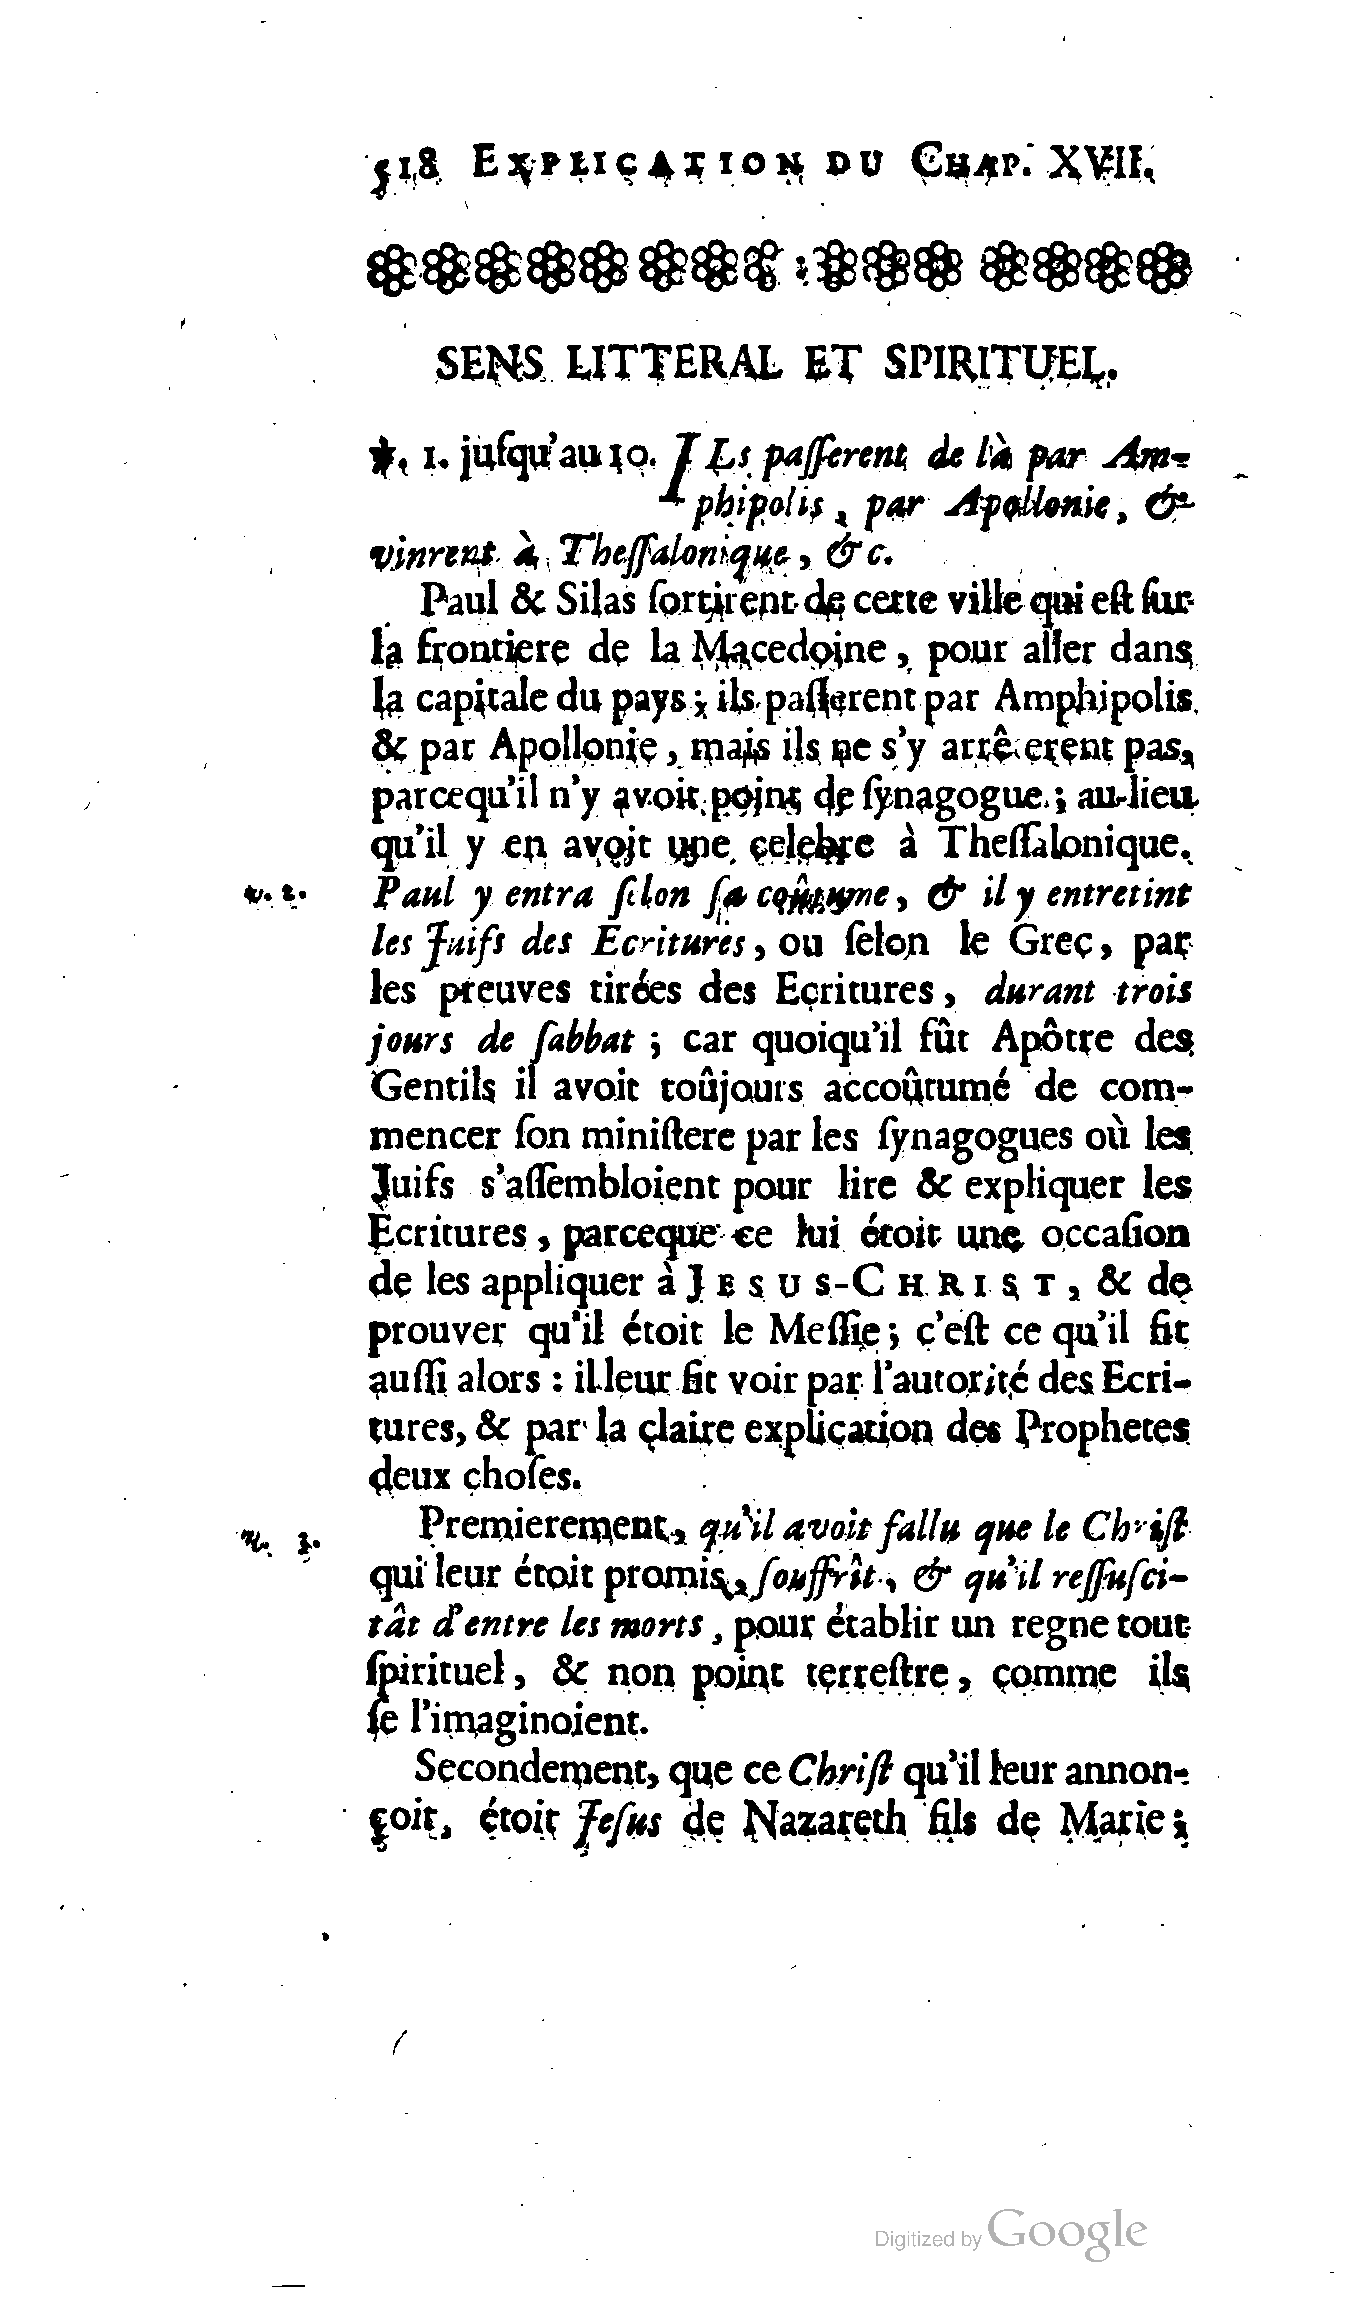 518 EXPLICATION DU CHAP. XVII.
SENS LITTERAL ET SPIRITUEL.
℣. 1. juſqu'au 10. ILs paſſerent de là par Am-
phipolis, par Apollonie, &
vinrent à Theſſalonique, &c.
Paul & Silas ſortirent de cette ville qui eſt ſur
la frontiere de la Macedoine, pour aller dans
la capitale du pays; ils paſſerent par Amphipolis
& par Apollonie, mais ils ne s'y arrêterent pas,
parcequ'il n'y avoit point de ſynagogue; au-lieu
qu'il y en avoit une celebre à Theſſalonique.
v. 2. Paul y entra ſelon ſa coûtume, & il y entretint
les Juifs des Ecritures, ou ſelon le Grec, par
les preuves tirées des Ecritures, durant trois
jours de ſabbat; car quoiqu'il fût Apôtre des
Gentils il avoit toûjours accoûtumé de com-
mencer ſon miniſtere par les ſynagogues où les
Juifs s'aſſembloient pour lire & expliquer les
Ecritures, parceque ce lui étoit une occaſion
de les appliquer à JESUS-CHRIST, & de
prouver qu'il étoit le Meſſie; c'eſt ce qu'il fit
auſſi alors: il leur fit voir par l'autorité des Ecri-
tures, & par la claire explication des Prophetes
deux choſes.
v. 3. Premierement, qu'il avoit fallu que le Chriſt
qui leur étoit promis, ſouffrît, & qu'il reſſuſci-
tât d'entre les morts, pour établir un regne tout
ſpirituel, & non point terreſtre, comme ils
ſe l'imaginoient.
Secondement, que ce Chriſt qu'il leur annon-
çoit, étoit Jeſus de Nazareth fils de Marie;
Digitized by Google